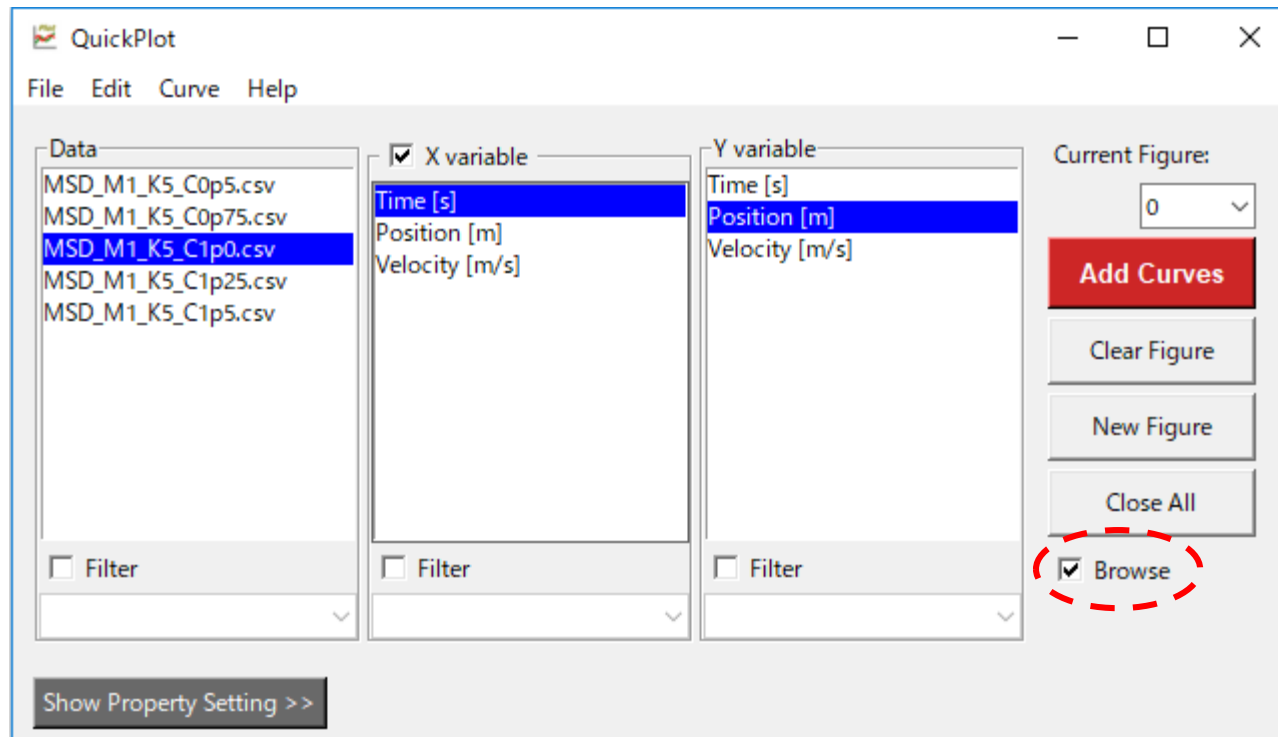 QuickPlot
File Edit Curve Help
Data
MSD_M1_K5_C0p5.csv
MSD_M1_K5_C0p75.csv
MSD_M1_K5_C1p0.csv
MSD_M1_K5_C1p25.csv
MSD_M1_K5_C1p5.csv
Filter
X variable
Time [s]
Position [m]
Velocity [m/s]
Filter
Y variable
Time [s]
Position [m]
Velocity [m/s]
Filter
Current Figure:
0
Add Curves
Clear Figure
New Figure
Close All
Browse
Show Property Setting >>